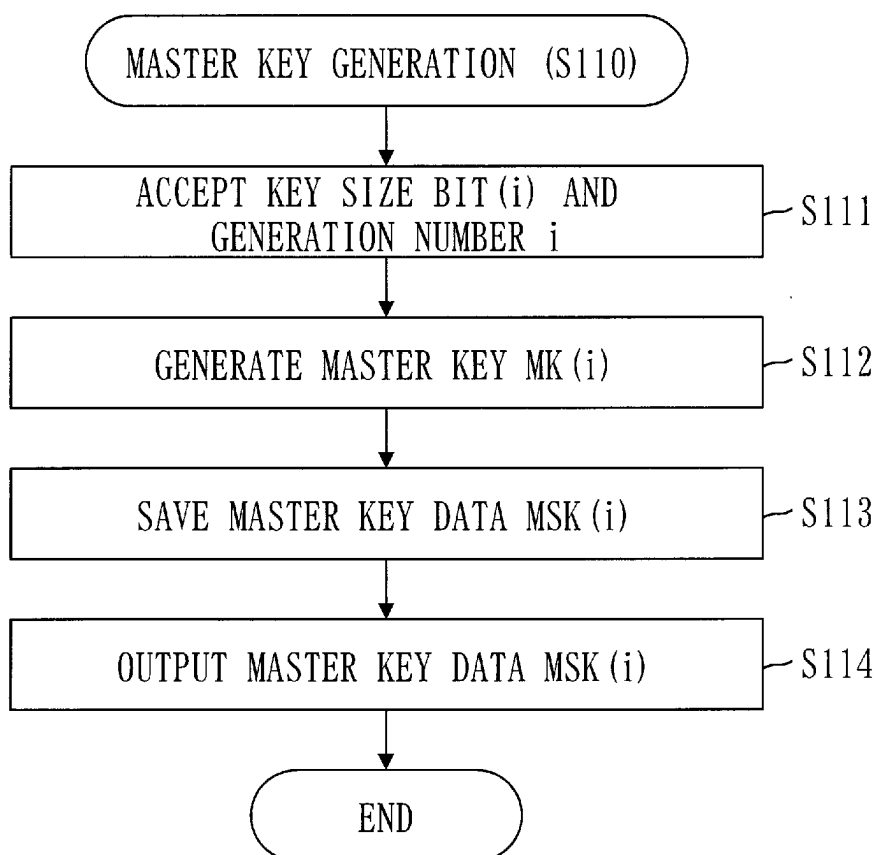 MASTER KEY GENERATION (S110)
ACCEPT KEY SIZE BIT(i) AND
GENERATION NUMBER i
S111
GENERATE MASTER KEY MK(i)
S112
SAVE MASTER KEY DATA MSK(i)
S113
OUTPUT MASTER KEY DATA MSK(i)
S114
END